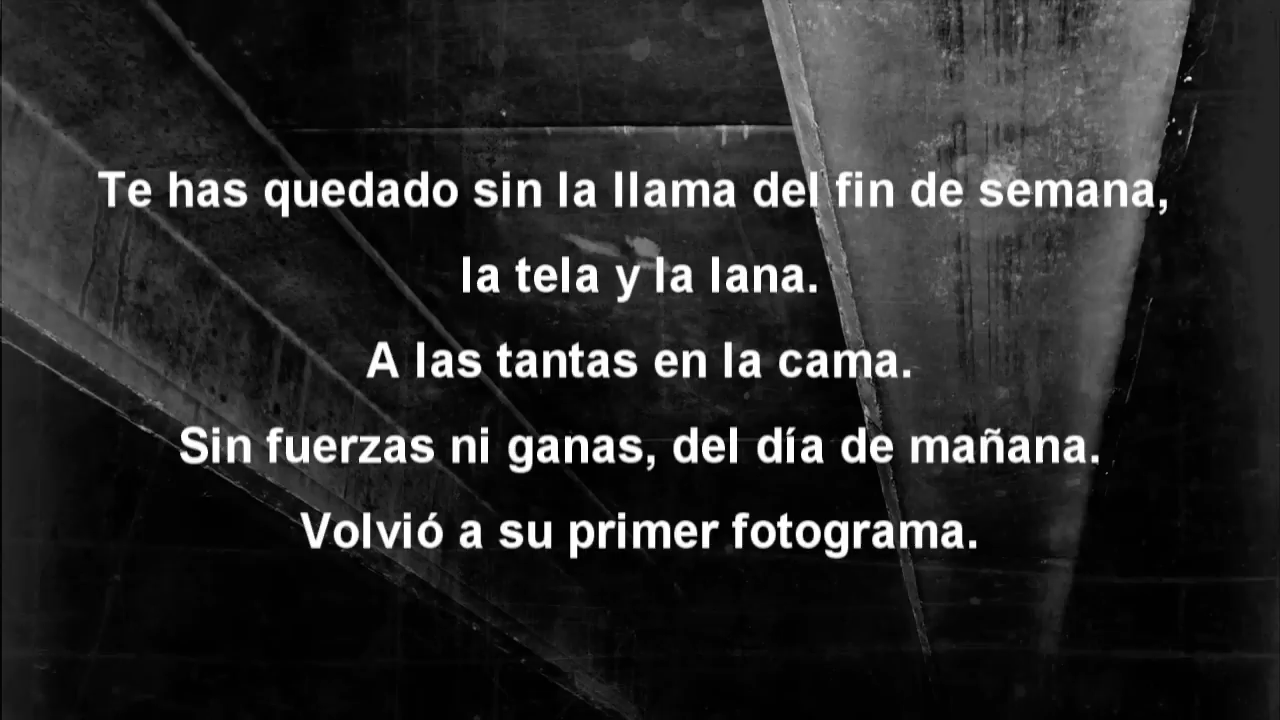 Te has quedado sin la llama del fin de semana,
la tela y la lana.
A las tantas en la cama.
Sin fuerzas ni ganas, del día de mañana.
Volvió a su primer fotograma.